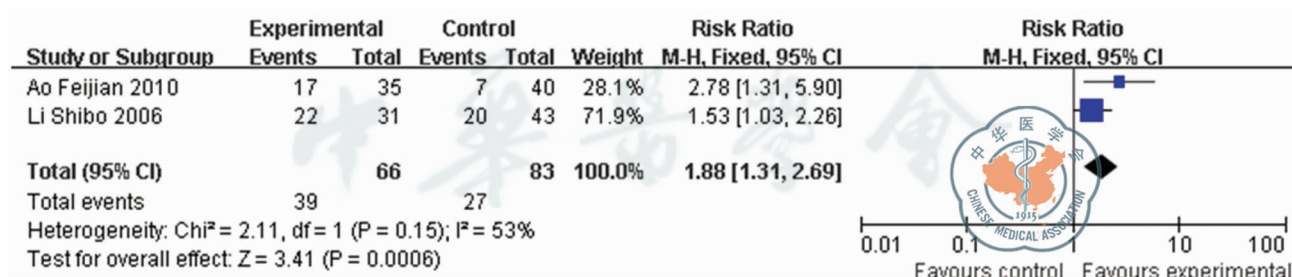 Experimental Control Risk Ratio Risk Ratio
Study or Subgroup Events Total Events Total Weight M-H, Fixed, 95% CI M-H, Fixed, 95% CI
Ao Feijian 2010 17 35 7 40 28.1% 2.78 [1.31, 5.90]
Li Shibo 2006 22 31 20 43 71.9% 1.53 [1.03, 2.26]
Total (95% CI) 66 83 100.0% 1.88 [1.31, 2.69]
Total events 39 27
Heterogeneity: Chi² = 2.11, df = 1 (P = 0.15); I² = 53%
Test for overall effect: Z = 3.41 (P = 0.0006)
0.01 0.1 1 10 100
Favours control Favours experimental
中华医学会
CHINESE MEDICAL ASSOCIATION
1915
中華醫學會